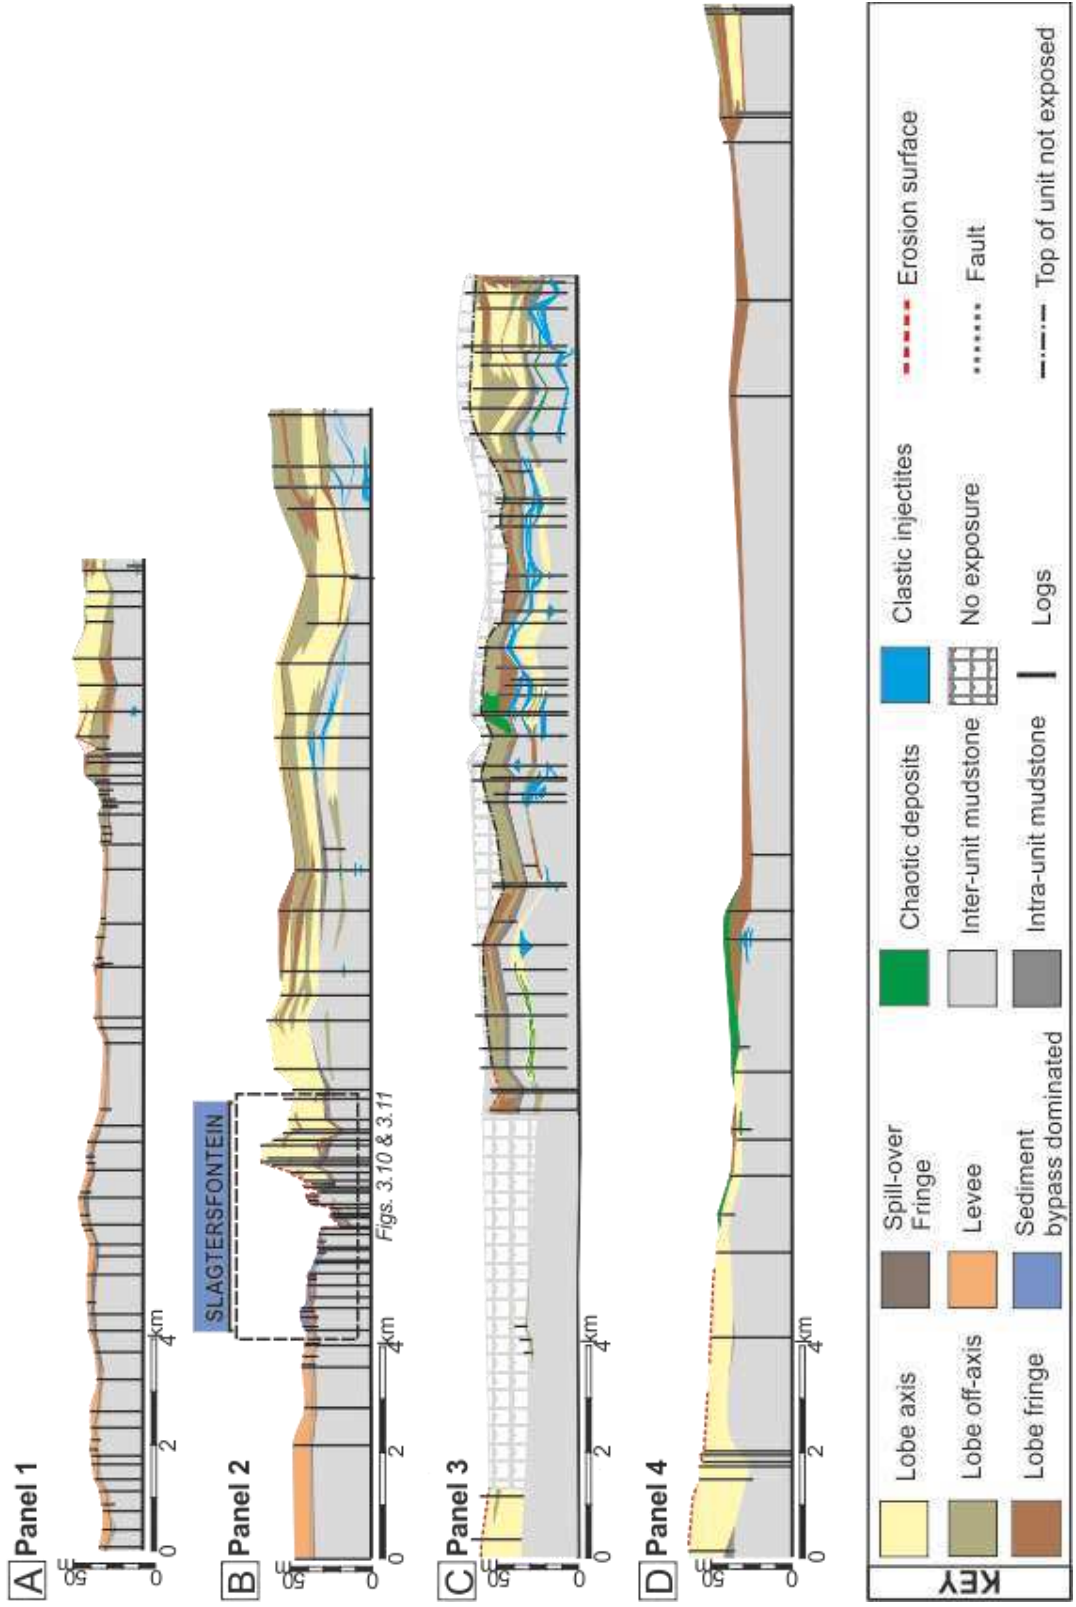 A Panel 1
50
m
0
0
2
4
km
B Panel 2
SLAGTERSFONTEIN
Figs. 3.10 & 3.11
50
m
0
0
2
4
km
C Panel 3
50
m
0
0
2
4
km
D Panel 4
50
m
0
0
2
4
km
KEY
Lobe axis
Lobe off-axis
Lobe fringe
Spill-over
Fringe
Levee
Sediment
bypass dominated
Chaotic deposits
Inter-unit mudstone
Intra-unit mudstone
Clastic injectites
No exposure
Logs
Erosion surface
Fault
Top of unit not exposed